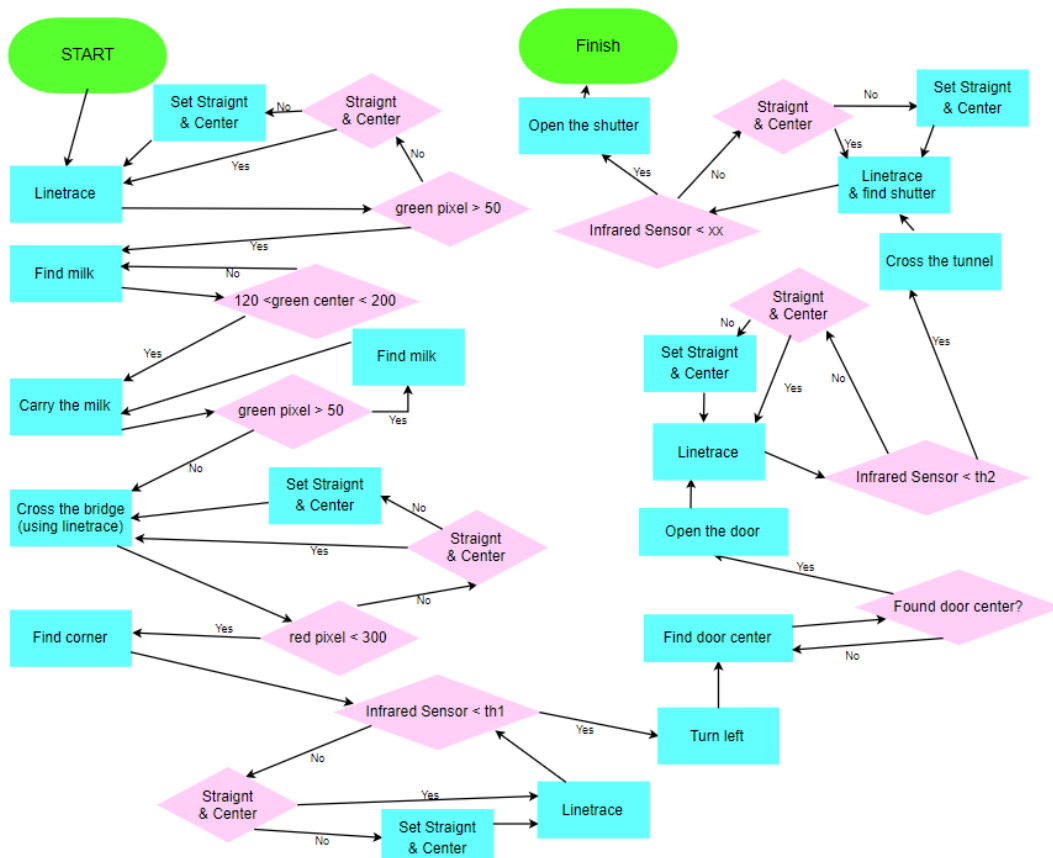 START
Set Straignt
& Center
No
Straignt
& Center
Yes
No
Linetrace
green pixel > 50
Yes
Find milk
No
120 <green center < 200
Yes
Find milk
Carry the milk
green pixel > 50
Yes
No
Set Straignt
& Center
No
Cross the bridge
(using linetrace)
Straignt
& Center
Yes
No
Find corner
Yes
red pixel < 300
Infrared Sensor < th1
Yes
No
Straignt
& Center
Yes
No
Set Straignt
& Center
Linetrace
Turn left
Find door center
Found door center?
No
Yes
Open the door
Linetrace
Infrared Sensor < th2
No
Yes
Straignt
& Center
No
Set Straignt
& Center
Yes
Cross the tunnel
Linetrace
& find shutter
Infrared Sensor < xx
No
Straignt
& Center
No
Set Straignt
& Center
Yes
Yes
Open the shutter
Finish